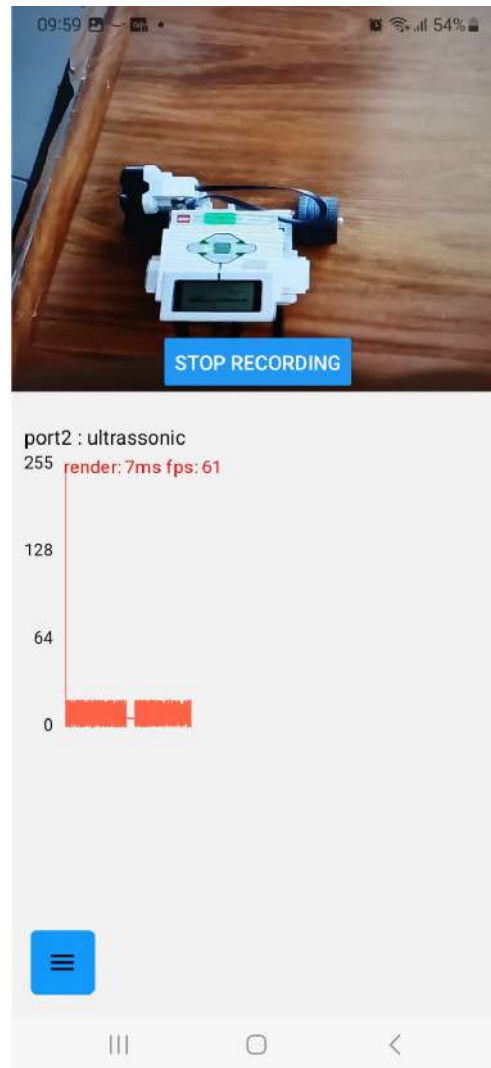 09:59 54%
STOP RECORDING
port2 : ultrassonic
255 render: 7ms fps: 61
128
64
0